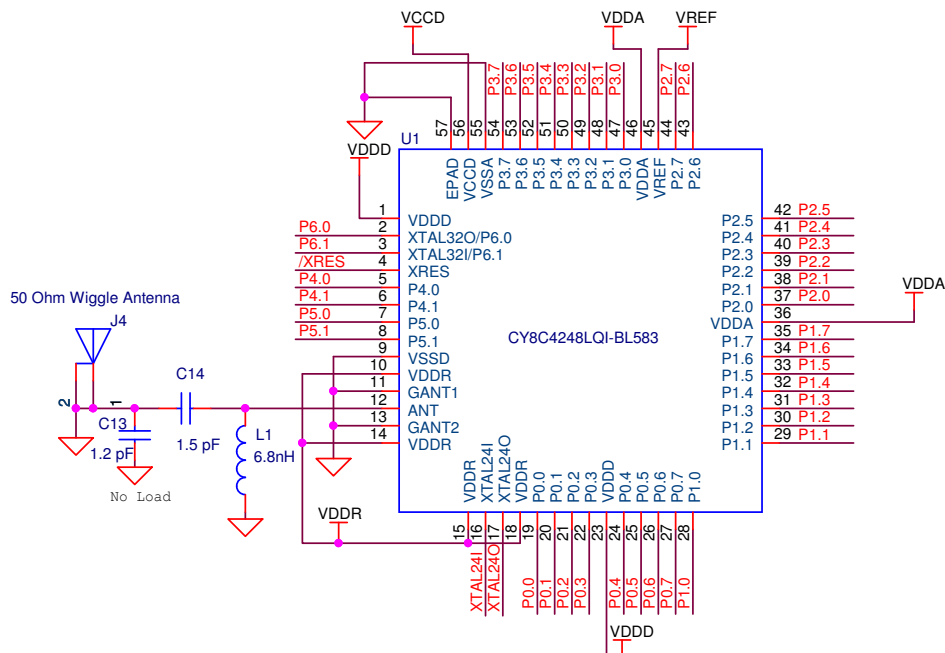 VCCD
VDDA
VREF
P3.7
P3.6
P3.5
P3.4
P3.3
P3.2
P3.1
P3.0
P2.7
P2.6
57
56
55
54
53
52
51
50
49
48
47
46
45
44
43
U1
VDDD
EPAD
VCCD
VSSA
P3.7
P3.6
P3.5
P3.4
P3.3
P3.2
P3.1
P3.0
VDDA
VREF
P2.7
P2.6
1 VDDD
P6.0 2 XTAL32O/P6.0
P6.1 3 XTAL32I/P6.1
/XRES 4 XRES
P4.0 5 P4.0
P4.1 6 P4.1
P5.0 7 P5.0
P5.1 8 P5.1
9 VSSD
10 VDDR
11 GANT1
12 ANT
13 GANT2
14 VDDR
CY8C4248LQI-BL583
P2.5 42 P2.5
P2.4 41 P2.4
P2.3 40 P2.3
P2.2 39 P2.2
P2.1 38 P2.1
P2.0 37 P2.0
VDDA 36
VDDA
P1.7 35 P1.7
P1.6 34 P1.6
P1.5 33 P1.5
P1.4 32 P1.4
P1.3 31 P1.3
P1.2 30 P1.2
P1.1 29 P1.1
50 Ohm Wiggle Antenna
J4
2
1
C14
1.5 pF
C13
1.2 pF
No Load
L1
6.8nH
VDDR
VDDR
XTAL24I
XTAL24O
VDDR
P0.0
P0.1
P0.2
P0.3
VDDD
P0.4
P0.5
P0.6
P0.7
P1.0
15
16
17
18
19
20
21
22
23
24
25
26
27
28
XTAL24I
XTAL24O
P0.0
P0.1
P0.2
P0.3
P0.4
P0.5
P0.6
P0.7
P1.0
VDDD